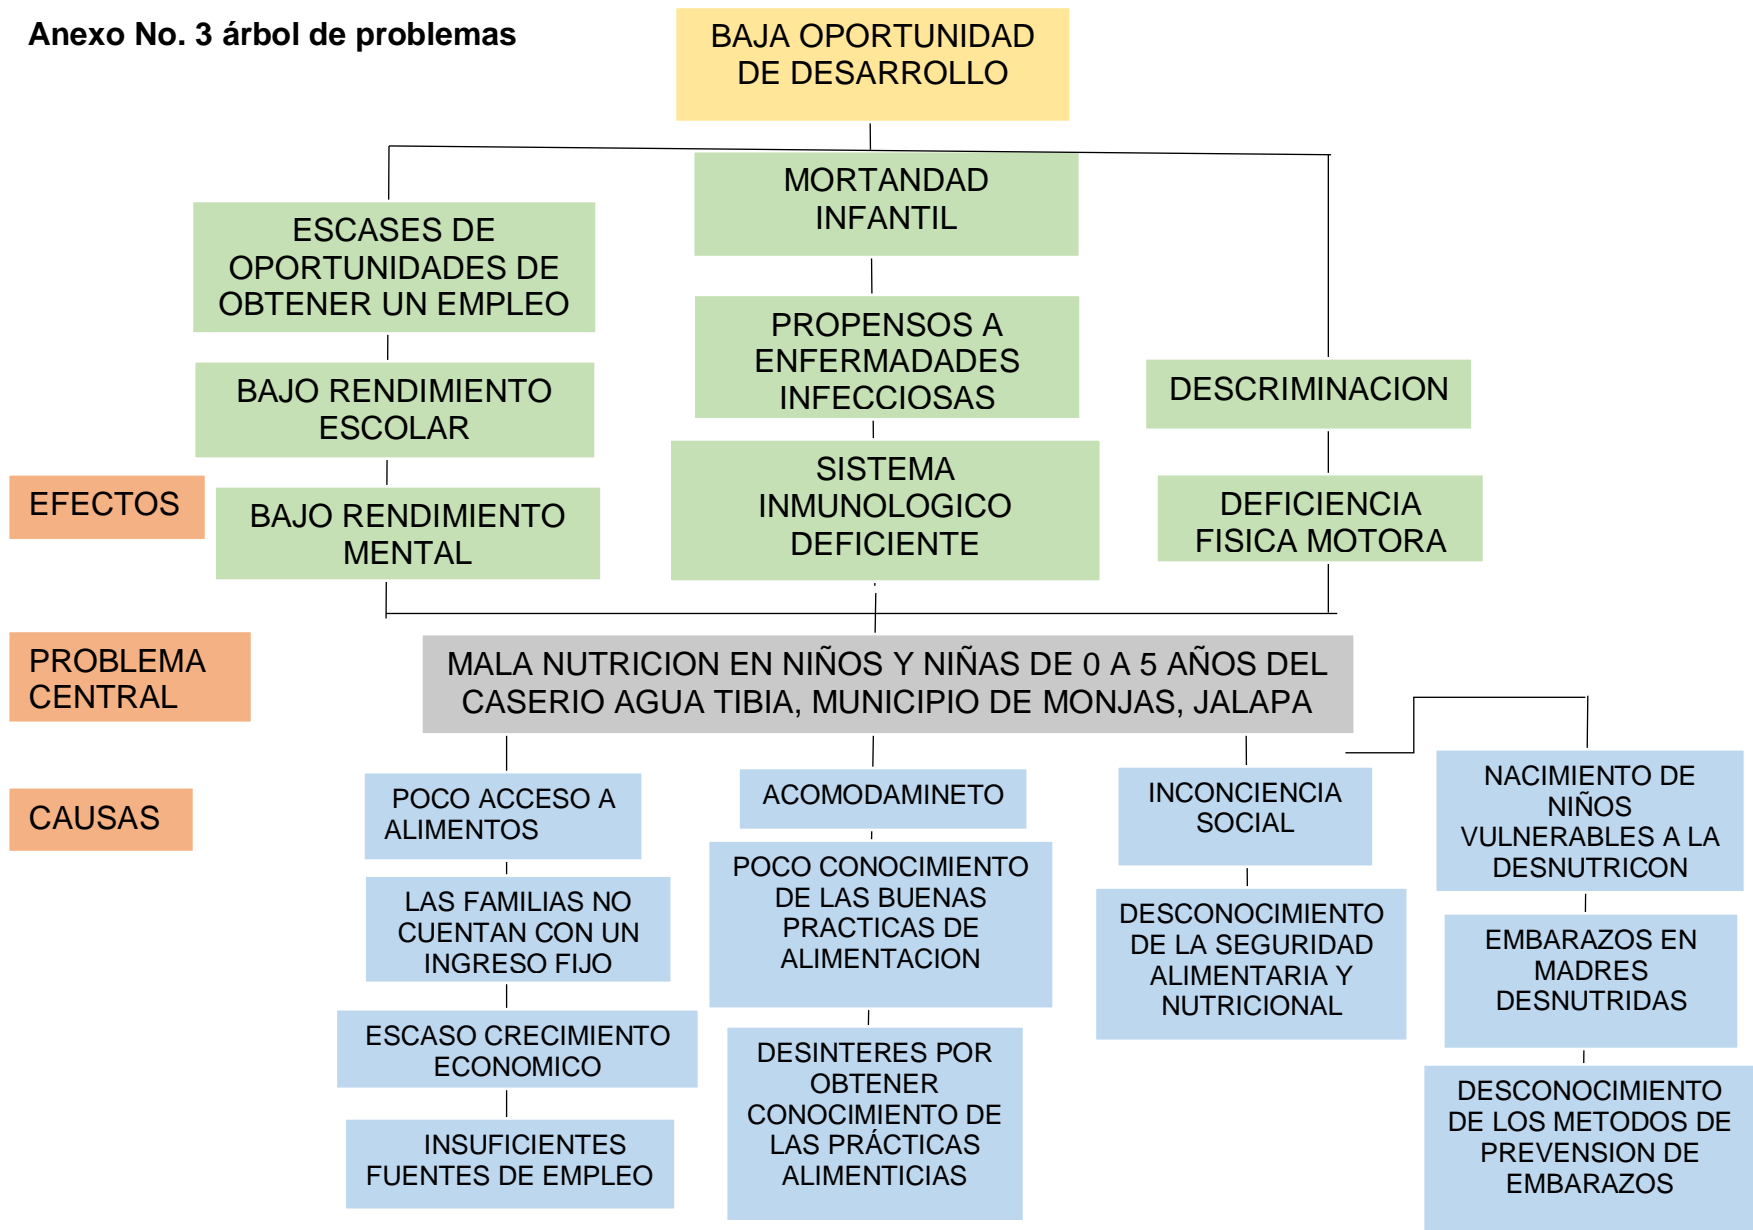 Anexo No. 3 árbol de problemas
BAJA OPORTUNIDAD
DE DESARROLLO
ESCASES DE
OPORTUNIDADES DE
OBTENER UN EMPLEO
BAJO RENDIMIENTO
ESCOLAR
BAJO RENDIMIENTO
MENTAL
MORTANDAD
INFANTIL
PROPENSOS A
ENFERMADADES
INFECCIOSAS
SISTEMA
INMUNOLOGICO
DEFICIENTE
DESCRIMINACION
DEFICIENCIA
FISICA MOTORA
EFECTOS
PROBLEMA
CENTRAL
MALA NUTRICION EN NIÑOS Y NIÑAS DE 0 A 5 AÑOS DEL
CASERIO AGUA TIBIA, MUNICIPIO DE MONJAS, JALAPA
CAUSAS
POCO ACCESO A
ALIMENTOS
LAS FAMILIAS NO
CUENTAN CON UN
INGRESO FIJO
ESCASO CRECIMIENTO
ECONOMICO
INSUFICIENTES
FUENTES DE EMPLEO
ACOMODAMINETO
POCO CONOCIMIENTO
DE LAS BUENAS
PRACTICAS DE
ALIMENTACION
DESINTERES POR
OBTENER
CONOCIMIENTO DE
LAS PRÁCTICAS
ALIMENTICIAS
INCONCIENCIA
SOCIAL
DESCONOCIMIENTO
DE LA SEGURIDAD
ALIMENTARIA Y
NUTRICIONAL
NACIMIENTO DE
NIÑOS
VULNERABLES A LA
DESNUTRICON
EMBARAZOS EN
MADRES
DESNUTRIDAS
DESCONOCIMIENTO
DE LOS METODOS DE
PREVENSION DE
EMBARAZOS